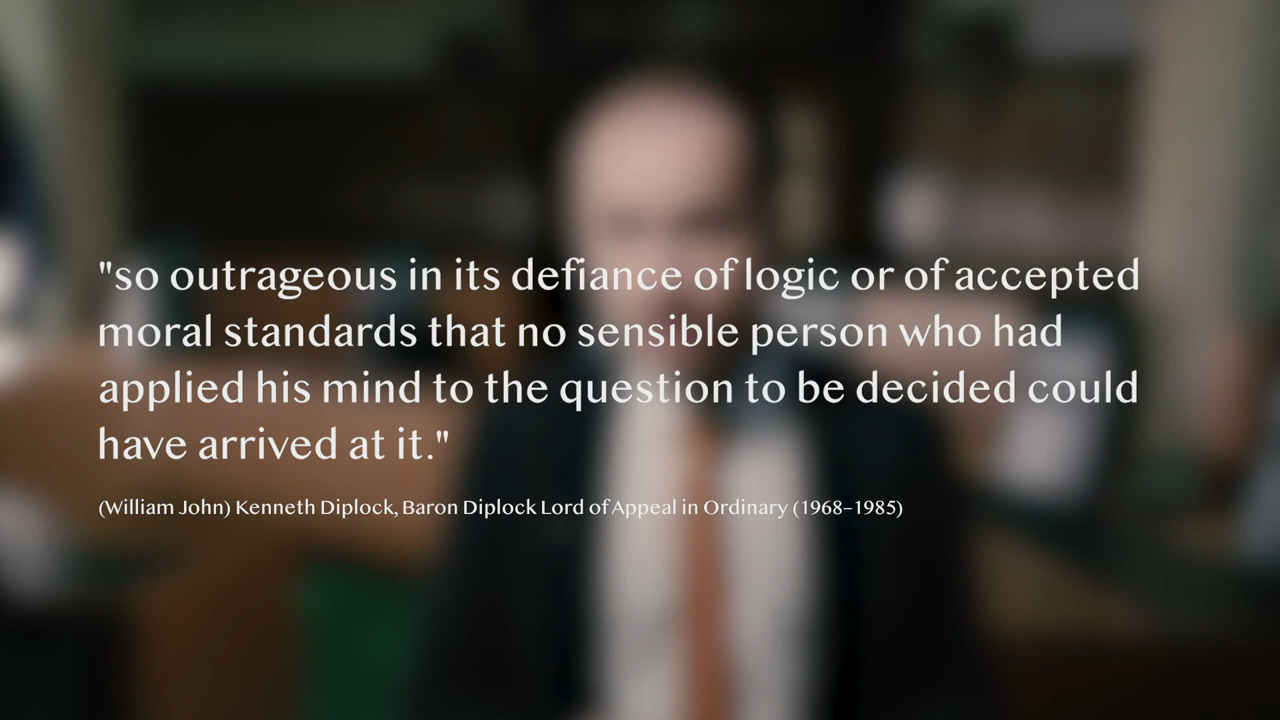 "so outrageous in its defiance of logic or of accepted
moral standards that no sensible person who had
applied his mind to the question to be decided could
have arrived at it."
(William John) Kenneth Diplock, Baron Diplock Lord of Appeal in Ordinary (1968–1985)